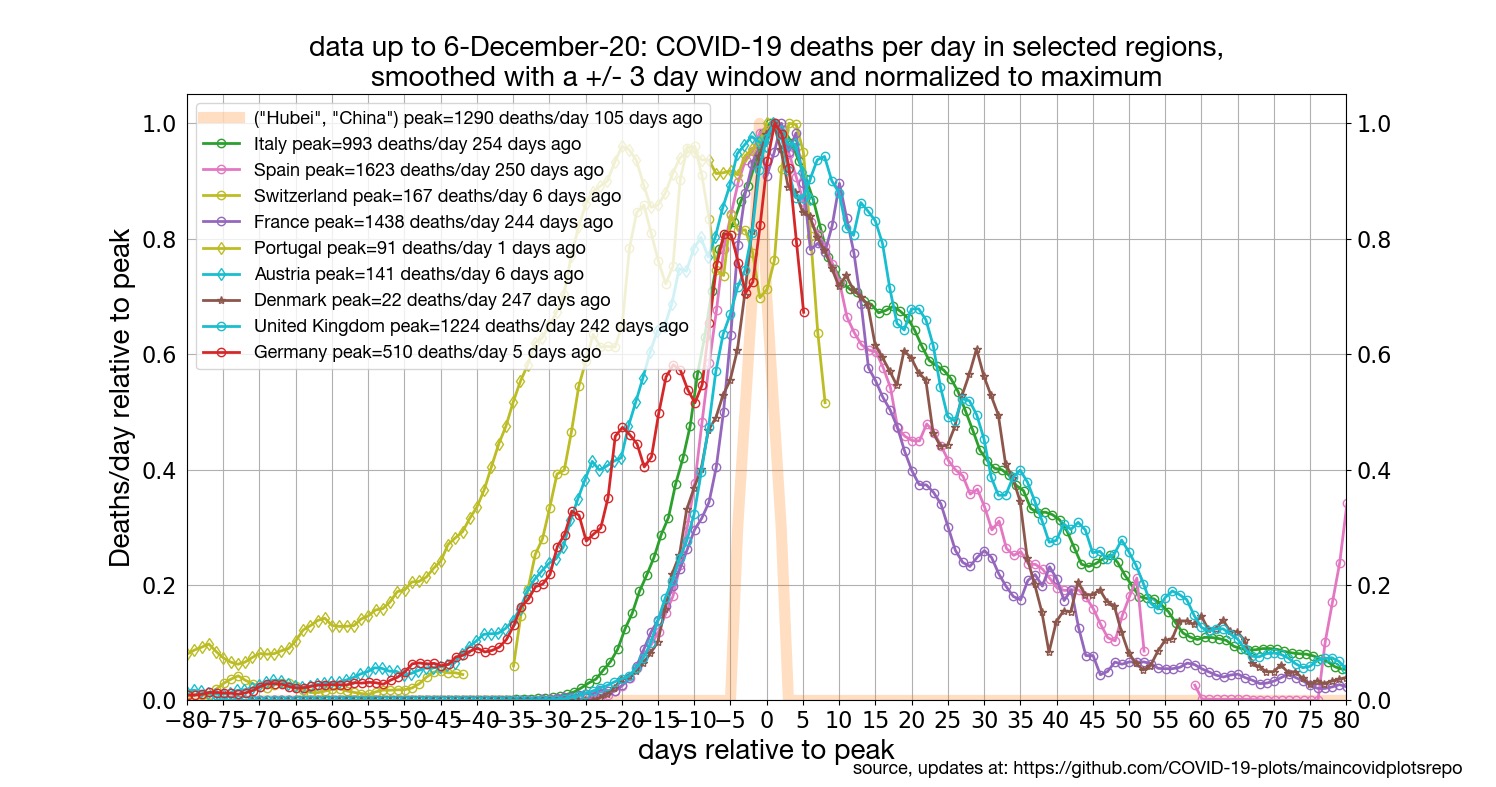 data up to 6-December-20: COVID-19 deaths per day in selected regions,
smoothed with a +/- 3 day window and normalized to maximum
("Hubei", "China") peak=1290 deaths/day 105 days ago
Italy peak=993 deaths/day 254 days ago
Spain peak=1623 deaths/day 250 days ago
Switzerland peak=167 deaths/day 6 days ago
France peak=1438 deaths/day 244 days ago
Portugal peak=91 deaths/day 1 days ago
Austria peak=141 deaths/day 6 days ago
Denmark peak=22 deaths/day 247 days ago
United Kingdom peak=1224 deaths/day 242 days ago
Germany peak=510 deaths/day 5 days ago
Deaths/day relative to peak
1.0 1.0
0.8 0.8
0.6 0.6
0.4 0.4
0.2 0.2
0.0 0.0
−80 −75 −70 −65 −60 −55 −50 −45 −40 −35 −30 −25 −20 −15 −10 −5 0 5 10 15 20 25 30 35 40 45 50 55 60 65 70 75 80
days relative to peak
source, updates at: https://github.com/COVID-19-plots/maincovidplotsrepo